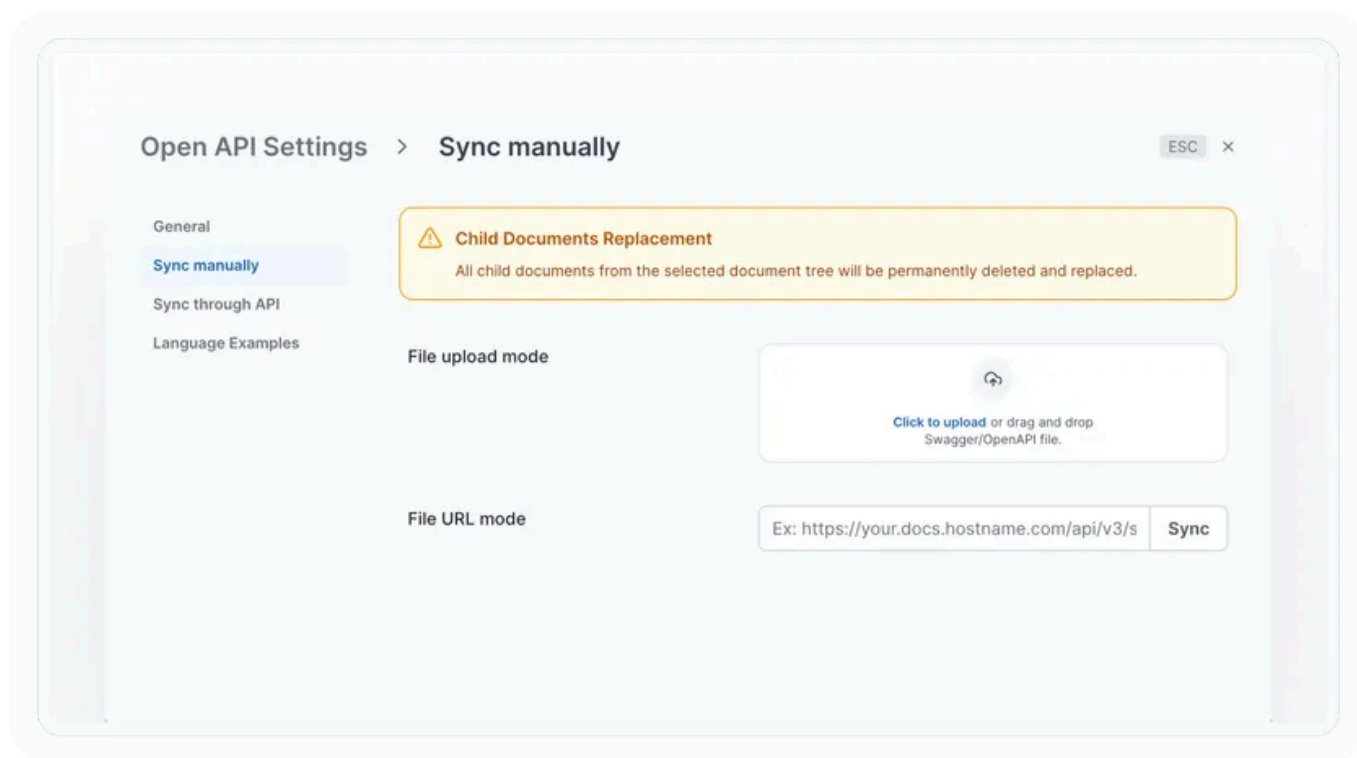 Open API Settings > Sync manually
ESC ×
General
Sync manually
Sync through API
Language Examples
Child Documents Replacement
All child documents from the selected document tree will be permanently deleted and replaced.
File upload mode
Click to upload or drag and drop
Swagger/OpenAPI file.
File URL mode
Ex: https://your.docs.hostname.com/api/v3/s
Sync